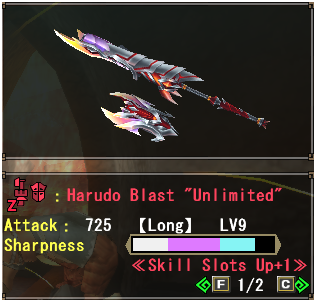 Z : Harudo Blast "Unlimited"
Attack： 725 【Long】 LV9
Sharpness
≪Skill Slots Up+1≫
F 1/2 C